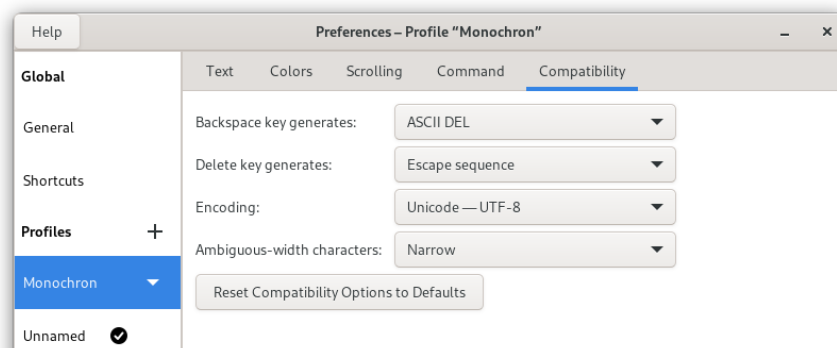 Help
Preferences – Profile “Monochron”
Global
General
Shortcuts
Profiles
Monochron
Unnamed
Text Colors Scrolling Command Compatibility
Backspace key generates: ASCII DEL
Delete key generates: Escape sequence
Encoding: Unicode — UTF-8
Ambiguous-width characters: Narrow
Reset Compatibility Options to Defaults